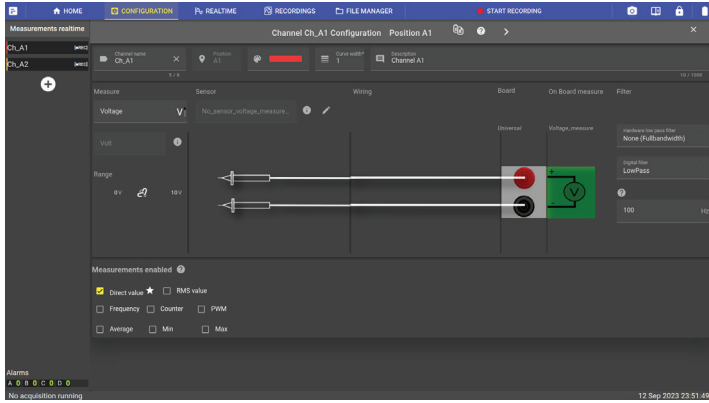 HOME CONFIGURATION REALTIME RECORDINGS FILE MANAGER START RECORDING
Measurements realtime
Channel Ch_A1 Configuration Position A1
Ch_A1
Ch_A2
Channel name
Ch_A1
5 / 8
Position
A1
Curve width*
1
Description
Channel A1
10 / 1000
Measure Sensor Wiring Board On Board measure Filter
Voltage V
No_sensor_voltage_measure...
Universal Voltage_measure
Volt
Hardware low pass filter
None (Fullbandwidth)
Digital filter
LowPass
Range
0 V 10 V
+
V
-
100 Hz
Measurements enabled
Direct value RMS value
Frequency Counter PWM
Average Min Max
Alarms
A 0 B 0 C 0 D 0
No acquisition running
12 Sep 2023 23:51:49